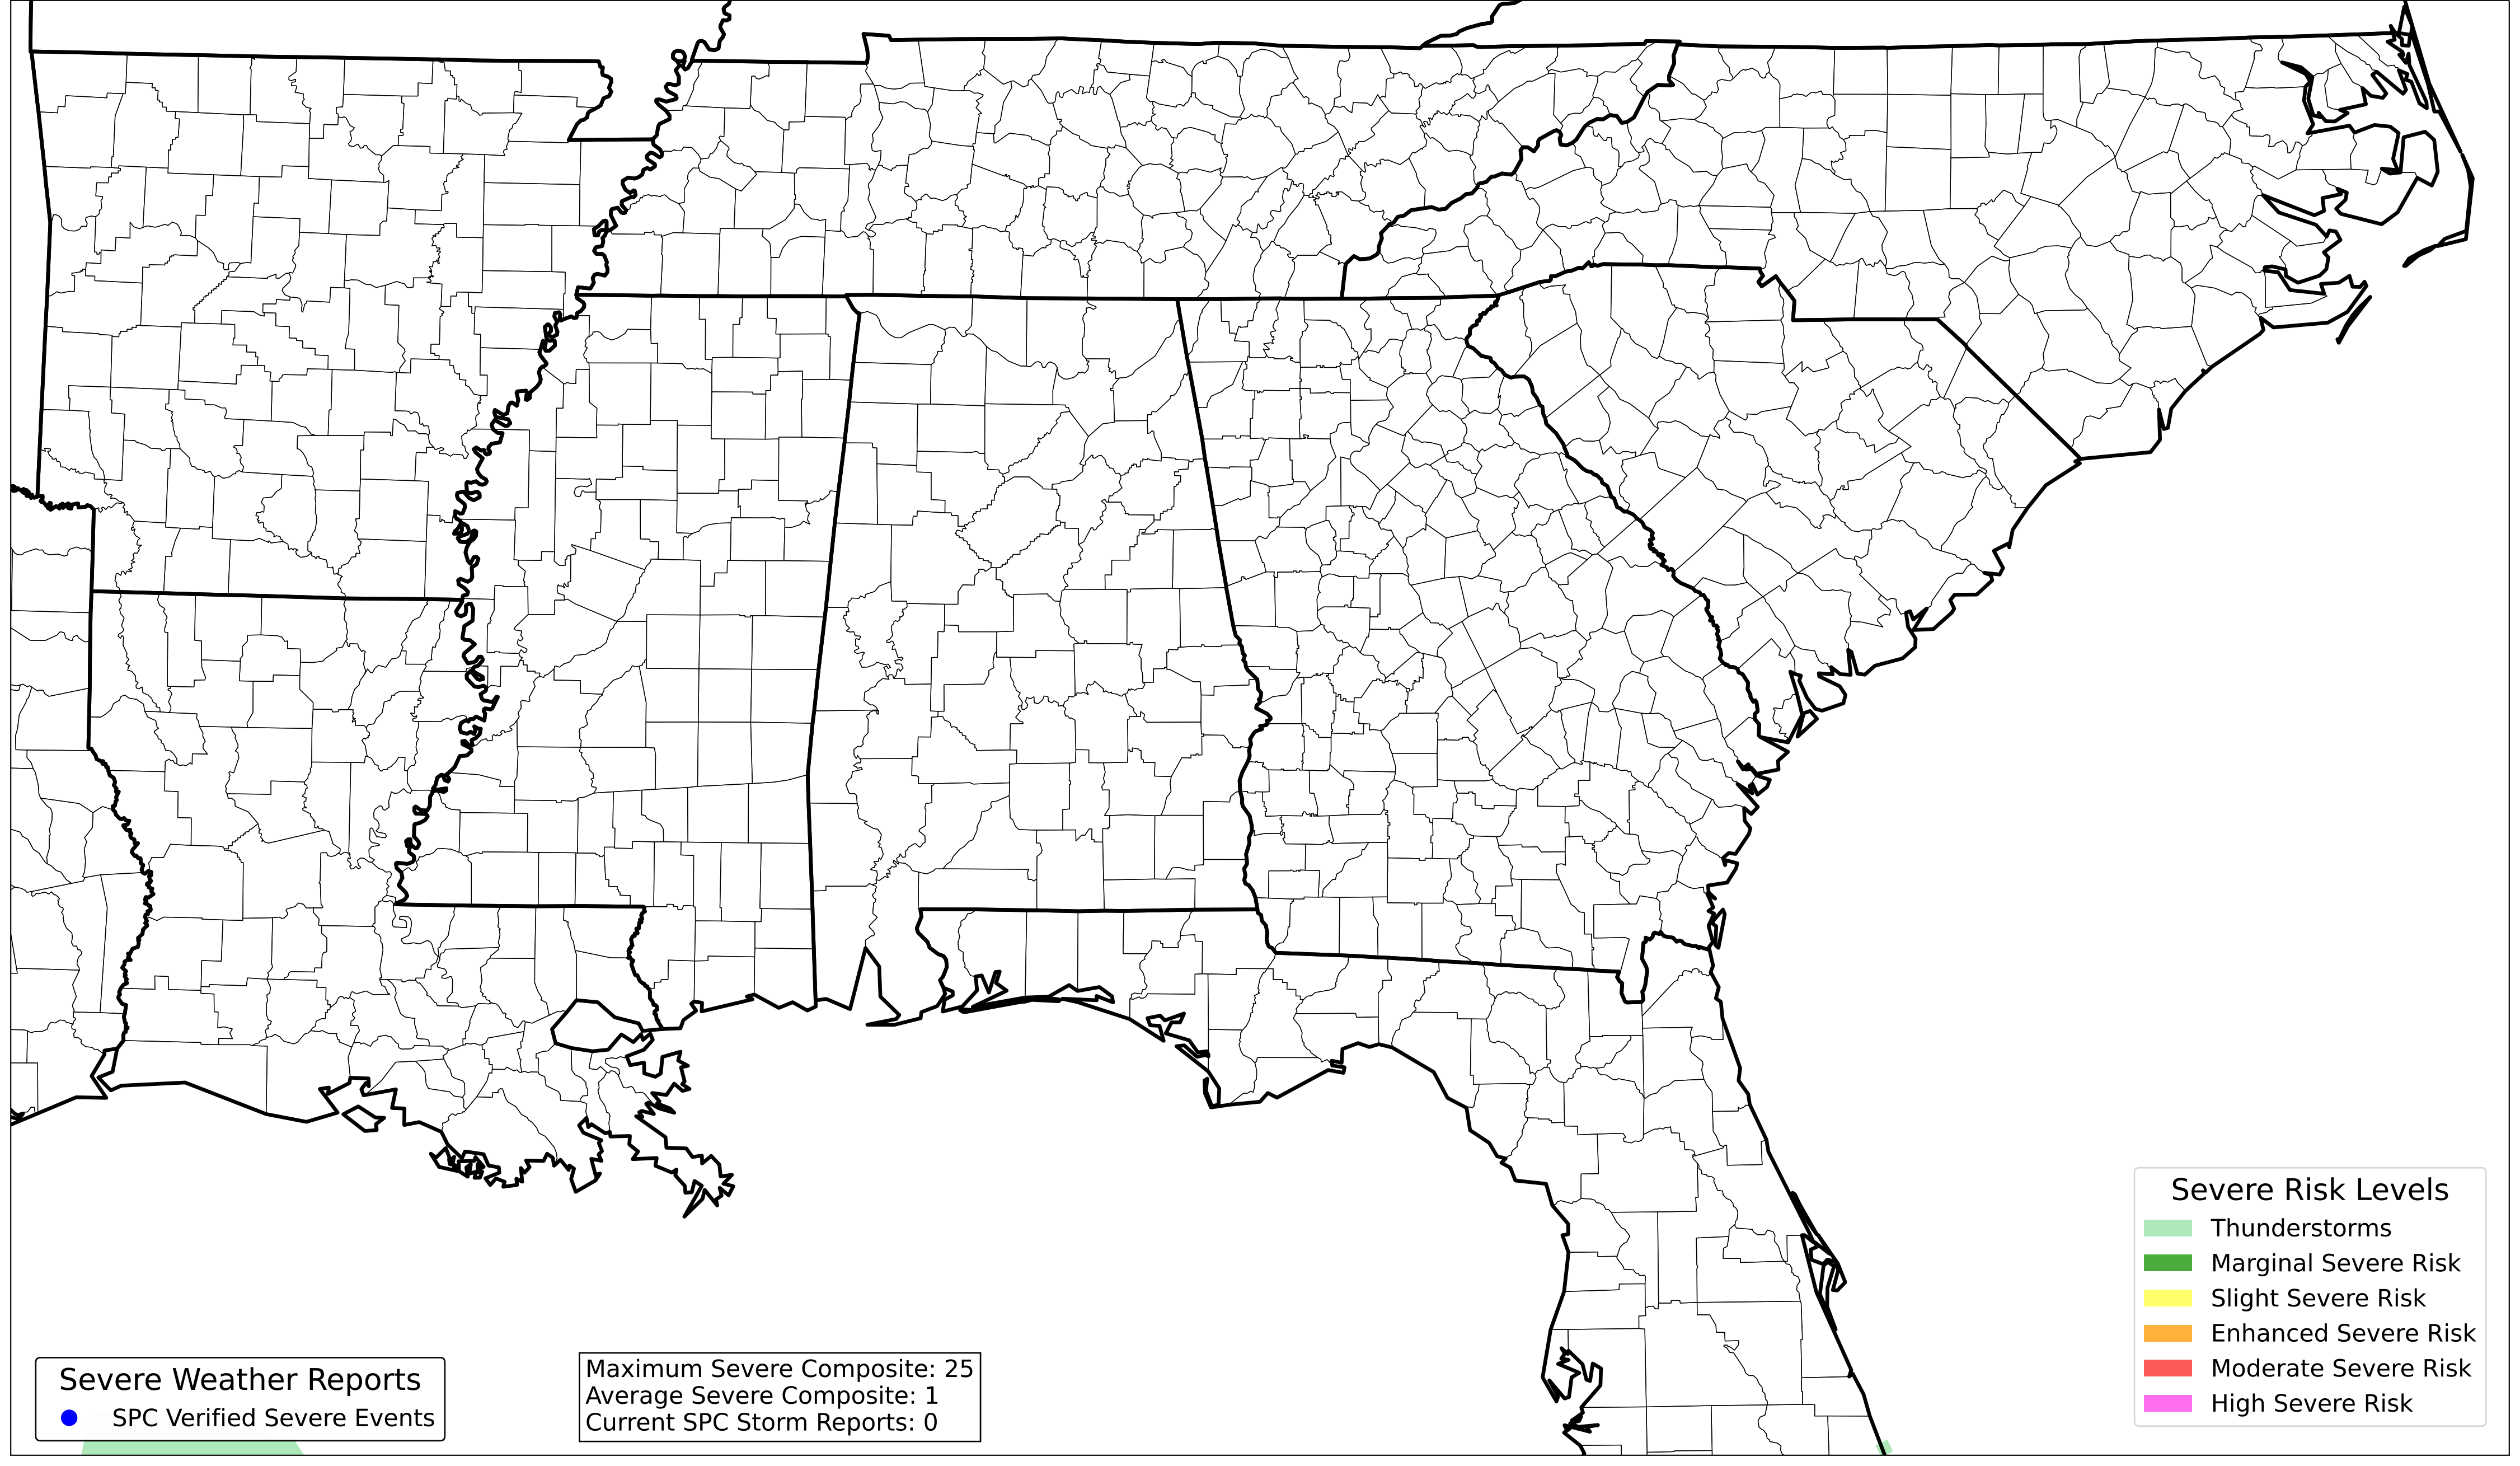 Severe Risk Levels
Thunderstorms
Marginal Severe Risk
Slight Severe Risk
Enhanced Severe Risk
Moderate Severe Risk
High Severe Risk
Severe Weather Reports
SPC Verified Severe Events
Maximum Severe Composite: 25
Average Severe Composite: 1
Current SPC Storm Reports: 0